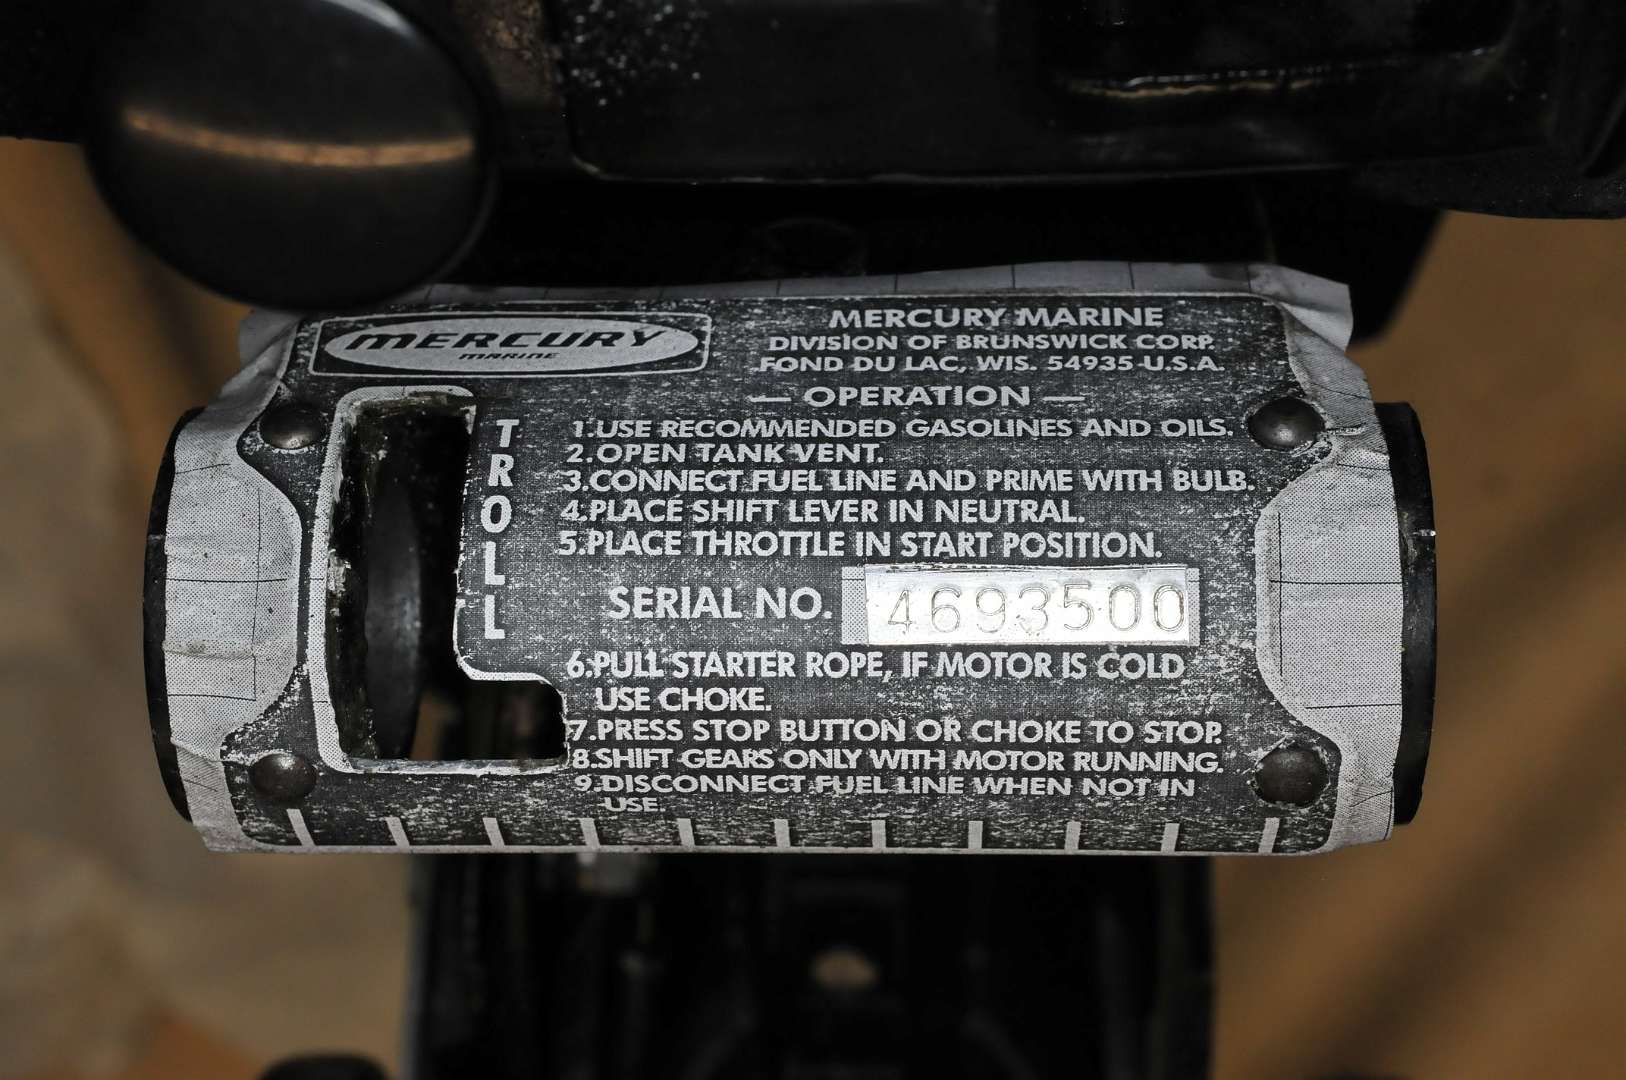 MERCURY
MARINE
MERCURY MARINE
DIVISION OF BRUNSWICK CORP.
FOND DU LAC, WIS. 54935 U.S.A.
— OPERATION —
TROLL
1.USE RECOMMENDED GASOLINES AND OILS.
2.OPEN TANK VENT.
3.CONNECT FUEL LINE AND PRIME WITH BULB.
4.PLACE SHIFT LEVER IN NEUTRAL.
5.PLACE THROTTLE IN START POSITION.
SERIAL NO. 4693500
6.PULL STARTER ROPE, IF MOTOR IS COLD
USE CHOKE.
7.PRESS STOP BUTTON OR CHOKE TO STOP.
8.SHIFT GEARS ONLY WITH MOTOR RUNNING.
9.DISCONNECT FUEL LINE WHEN NOT IN
USE.